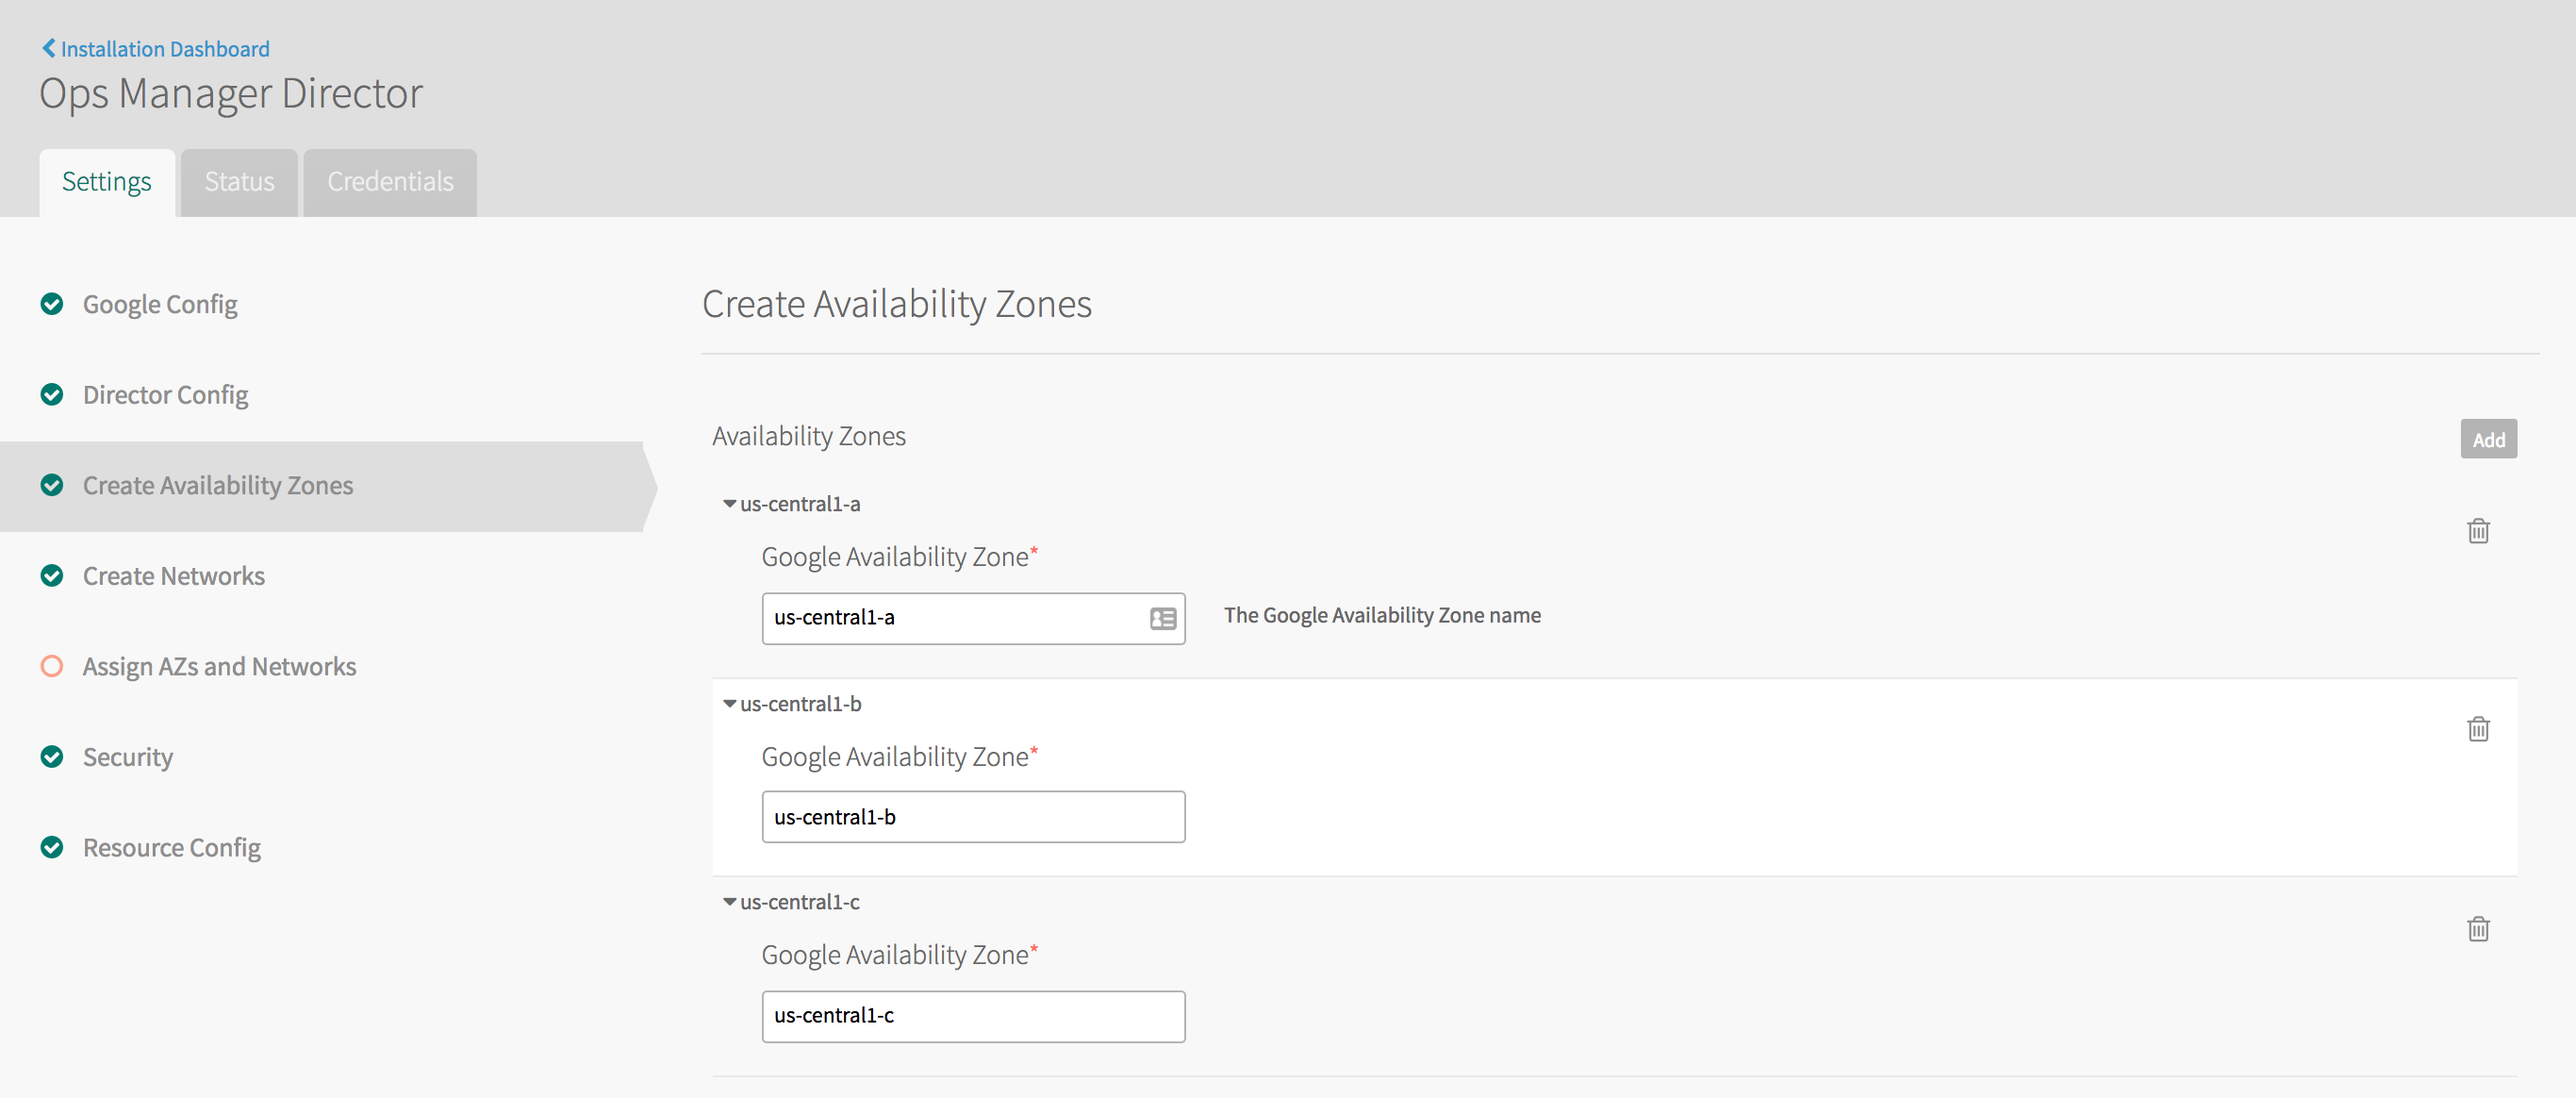 Installation Dashboard
Ops Manager Director
Settings
Status
Credentials
Google Config
Director Config
Create Availability Zones
Create Networks
Assign AZs and Networks
Security
Resource Config
Create Availability Zones
Availability Zones
Add
us-central1-a
Google Availability Zone*
us-central1-a
The Google Availability Zone name
us-central1-b
Google Availability Zone*
us-central1-b
us-central1-c
Google Availability Zone*
us-central1-c